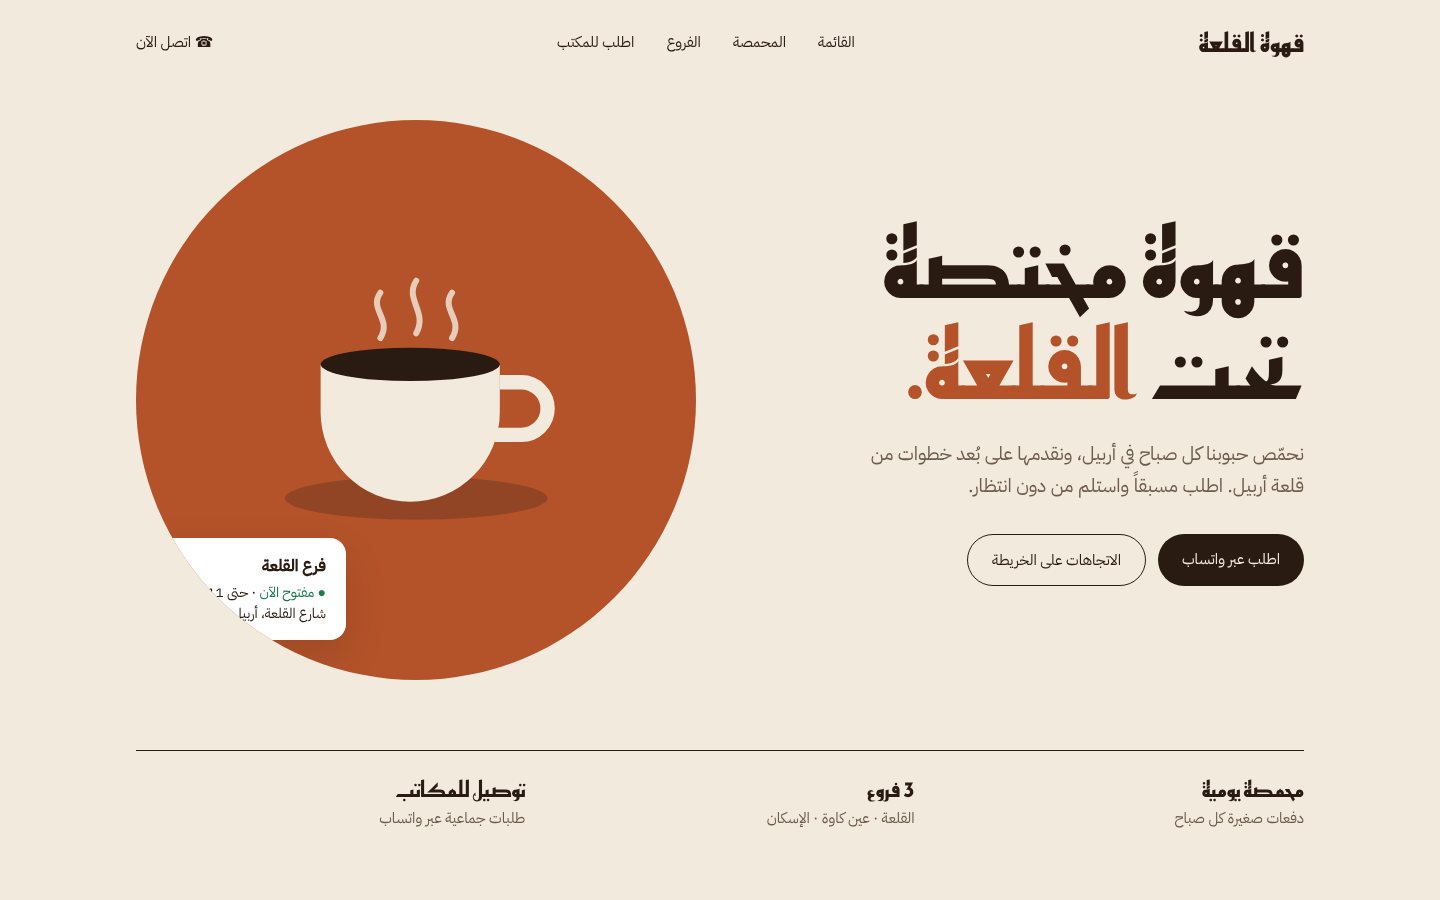 قهوة القلعة
القائمة المحمصة الفروع اطلب للمكتب
☎ اتصل الآن
قهوة مختصة
تحت القلعة.
نحمّص حبوبنا كل صباح في أربيل، ونقدمها على بُعد خطوات من
قلعة أربيل. اطلب مسبقاً واستلم من دون انتظار.
اطلب عبر واتساب
الاتجاهات على الخريطة
فرع القلعة
● مفتوح الآن · حتى 11
شارع القلعة،
محمصة يومية
دفعات صغيرة كل صباح
3 فروع
القلعة · عين كاوة · الإسكان
توصيل للمكاتب
طلبات جماعية عبر واتساب